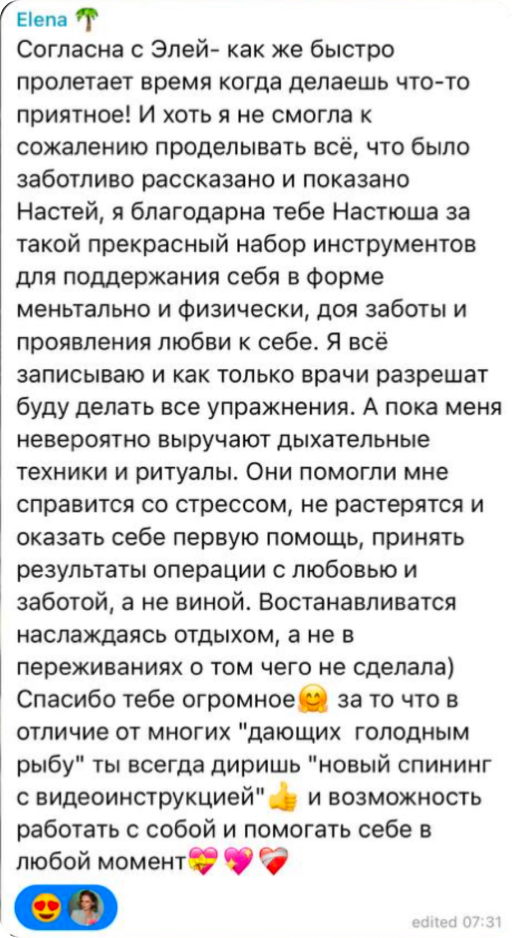 Elena 🌴
Согласна с Элей- как же быстро
пролетает время когда делаешь что-то
приятное! И хоть я не смогла к
сожалению проделывать всё, что было
заботливо рассказано и показано
Настей, я благодарна тебе Настюша за
такой прекрасный набор инструментов
для поддержания себя в форме
меньтально и физически, доя заботы и
проявления любви к себе. Я всё
записываю и как только врачи разрешат
буду делать все упражнения. А пока меня
невероятно выручают дыхательные
техники и ритуалы. Они помогли мне
справится со стрессом, не растерятся и
оказать себе первую помощь, принять
результаты операции с любовью и
заботой, а не виной. Востанавливатся
наслаждаясь отдыхом, а не в
переживаниях о том чего не сделала)
Спасибо тебе огромное🤗 за то что в
отличие от многих "дающих  голодным
рыбу" ты всегда диришь "новый спининг
с видеоинструкцией"👍 и возможность
работать с собой и помогать себе в
любой момент💝💖❤️‍🩹
edited 07:31